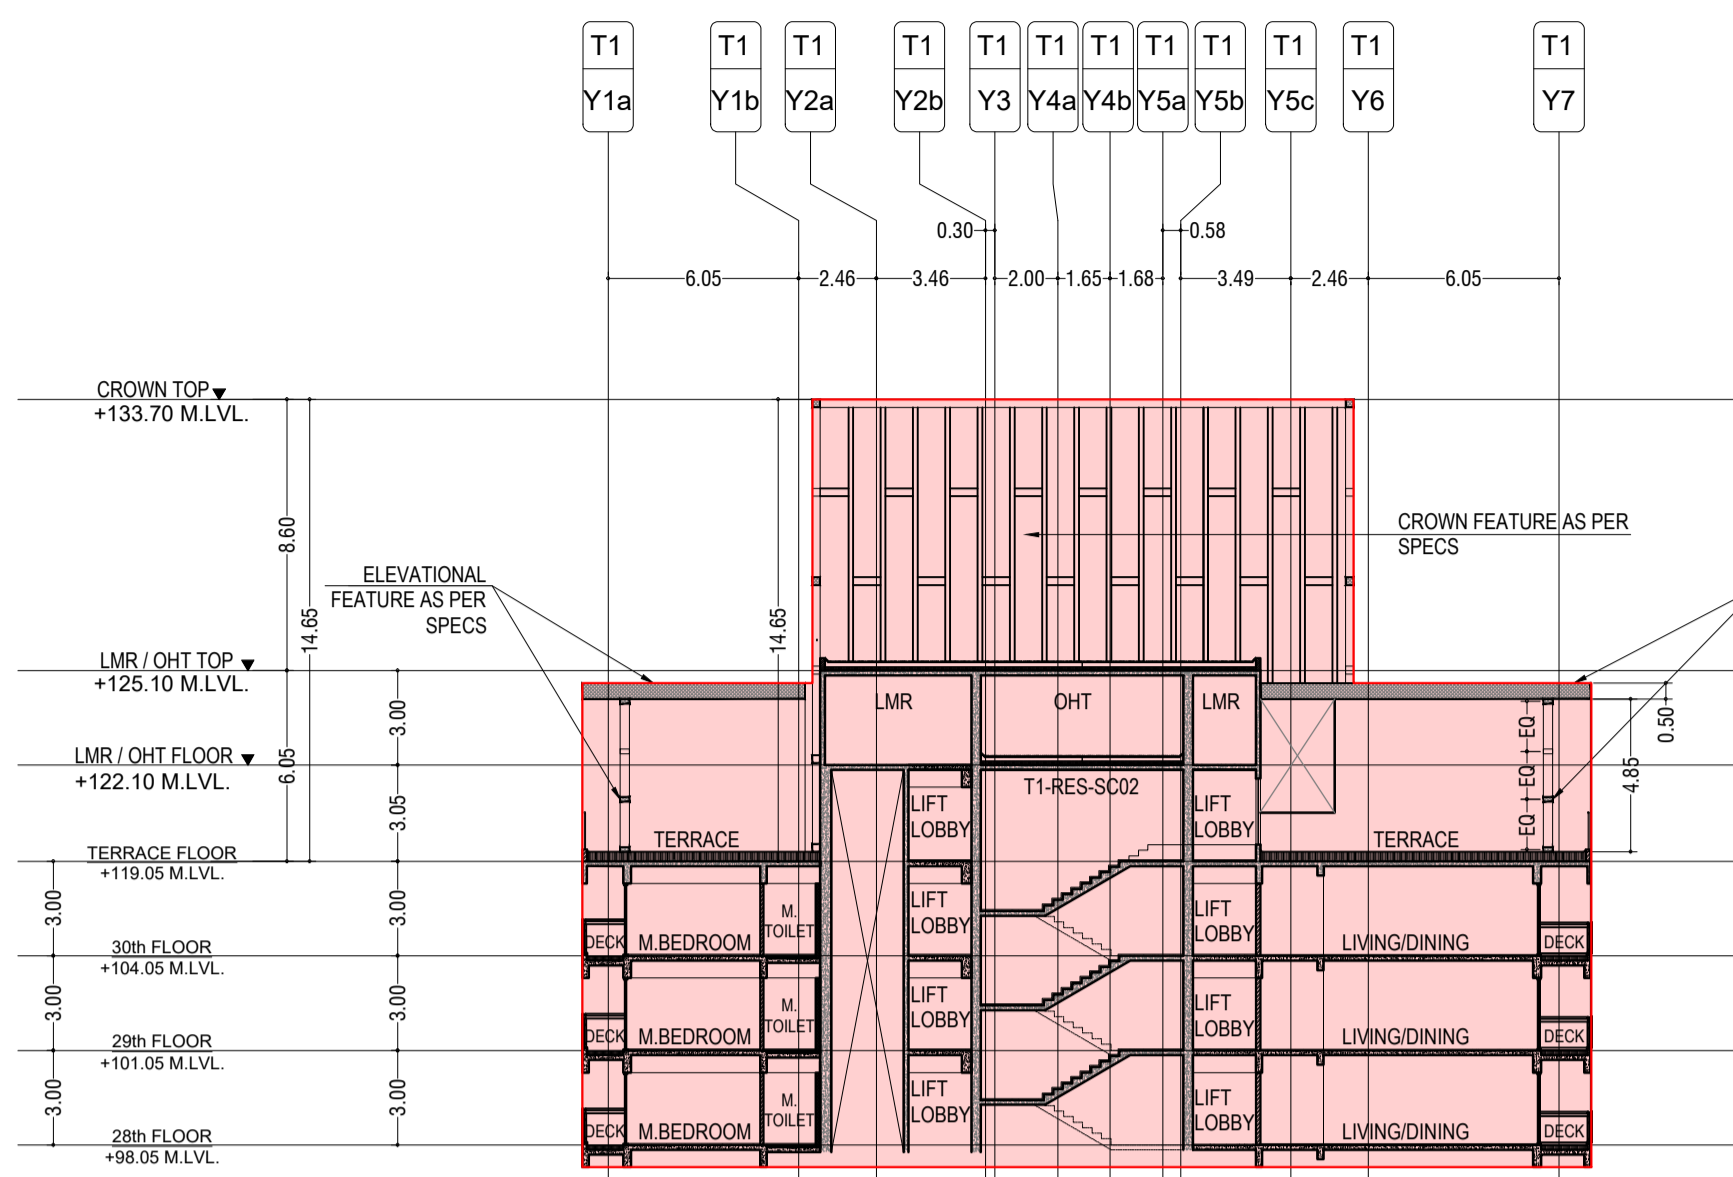 T1 T1 T1 T1 T1 T1 T1 T1 T1 T1 T1 T1
Y1a Y1b Y2a Y2b Y3 Y4a Y4b Y5a Y5b Y5c Y6 Y7
0.30 0.58
6.05 2.46 3.46 2.00 1.65 1.68 3.49 2.46 6.05
CROWN TOP
+133.70 M.LVL.
8.60
14.65
14.65
CROWN FEATURE AS PER
SPECS
ELEVATIONAL
FEATURE AS PER
SPECS
LMR / OHT TOP
+125.10 M.LVL.
LMR OHT LMR
3.00
6.05
0.50
EQ
EQ
EQ
4.85
LMR / OHT FLOOR
+122.10 M.LVL.
T1-RES-SC02
3.05
LIFT
LOBBY
LIFT
LOBBY
TERRACE TERRACE
TERRACE FLOOR
+119.05 M.LVL.
3.00 3.00
M.
TOILET
LIFT
LOBBY
LIFT
LOBBY
DECK M.BEDROOM LIVING/DINING DECK
30th FLOOR
+104.05 M.LVL.
3.00 3.00
M.
TOILET
LIFT
LOBBY
LIFT
LOBBY
DECK M.BEDROOM LIVING/DINING DECK
29th FLOOR
+101.05 M.LVL.
3.00 3.00
M.
TOILET
LIFT
LOBBY
LIFT
LOBBY
DECK M.BEDROOM LIVING/DINING DECK
28th FLOOR
+98.05 M.LVL.